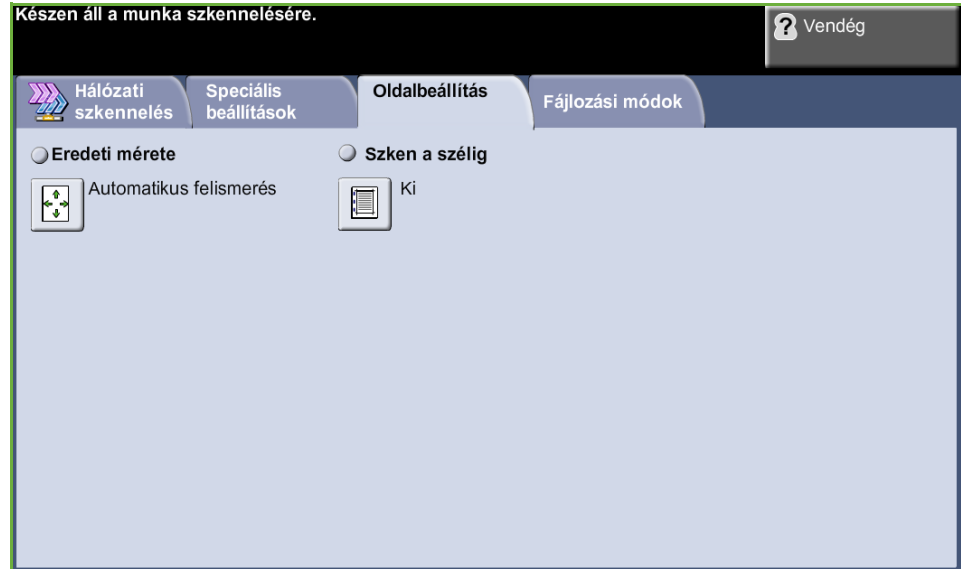 Készen áll a munka szkennelésére.
Vendég
Hálózati
szkennelés
Speciális
beállítások
Oldalbeállítás
Fájlozási módok
Eredeti mérete
Automatikus felismerés
Szken a szélig
Ki